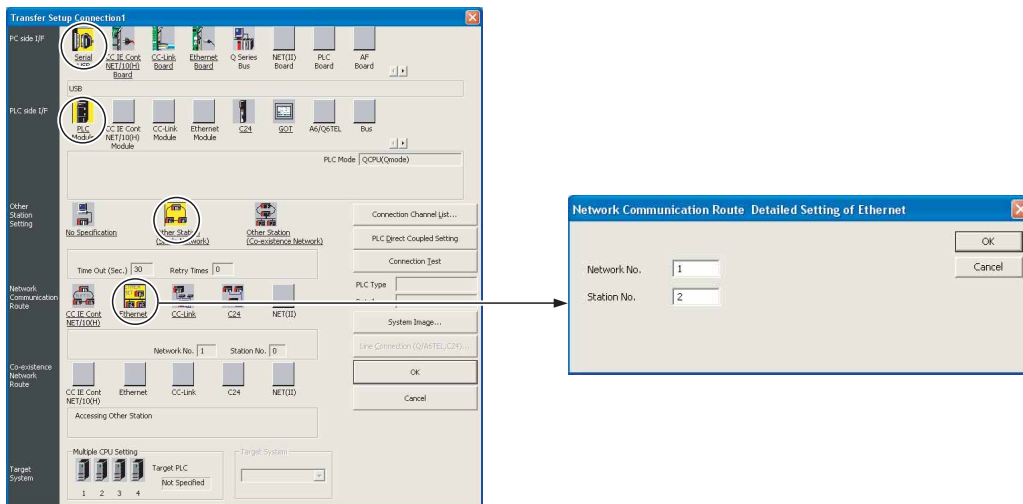 Transfer Setup Connection1
PC side I/F
Serial
USB
CC IE Cont
NET/10(H)
Board
CC-Link
Board
Ethernet
Board
Q Series
Bus
NET(II)
Board
PLC
Board
AF
Board
USB
PLC side I/F
PLC
Module
CC IE Cont
NET/10(H)
Module
CC-Link
Module
Ethernet
Module
C24
GOT
A6/Q6TEL
Bus
PLC Mode QCPU(Qmode)
Other
Station
Setting
No Specification
Other Station
(Single Network)
Other Station
(Co-existence Network)
Connection Channel List...
PLC Direct Coupled Setting
Connection Test
Time Out (Sec.) 30 Retry Times 0
PLC Type
Network
Communication
Route
CC IE Cont
NET/10(H)
Ethernet
CC-Link
C24
NET(II)
System Image...
Line Connection (Q/A6TEL,C24)...
Network No. 1 Station No. 0
OK
Cancel
Co-existence
Network
Route
CC IE Cont
NET/10(H)
Ethernet
CC-Link
C24
NET(II)
Accessing Other Station
Target
System
Multiple CPU Setting
1 2 3 4
Target PLC
Not Specified
Target System
Network Communication Route Detailed Setting of Ethernet
Network No. 1
Station No. 2
OK
Cancel